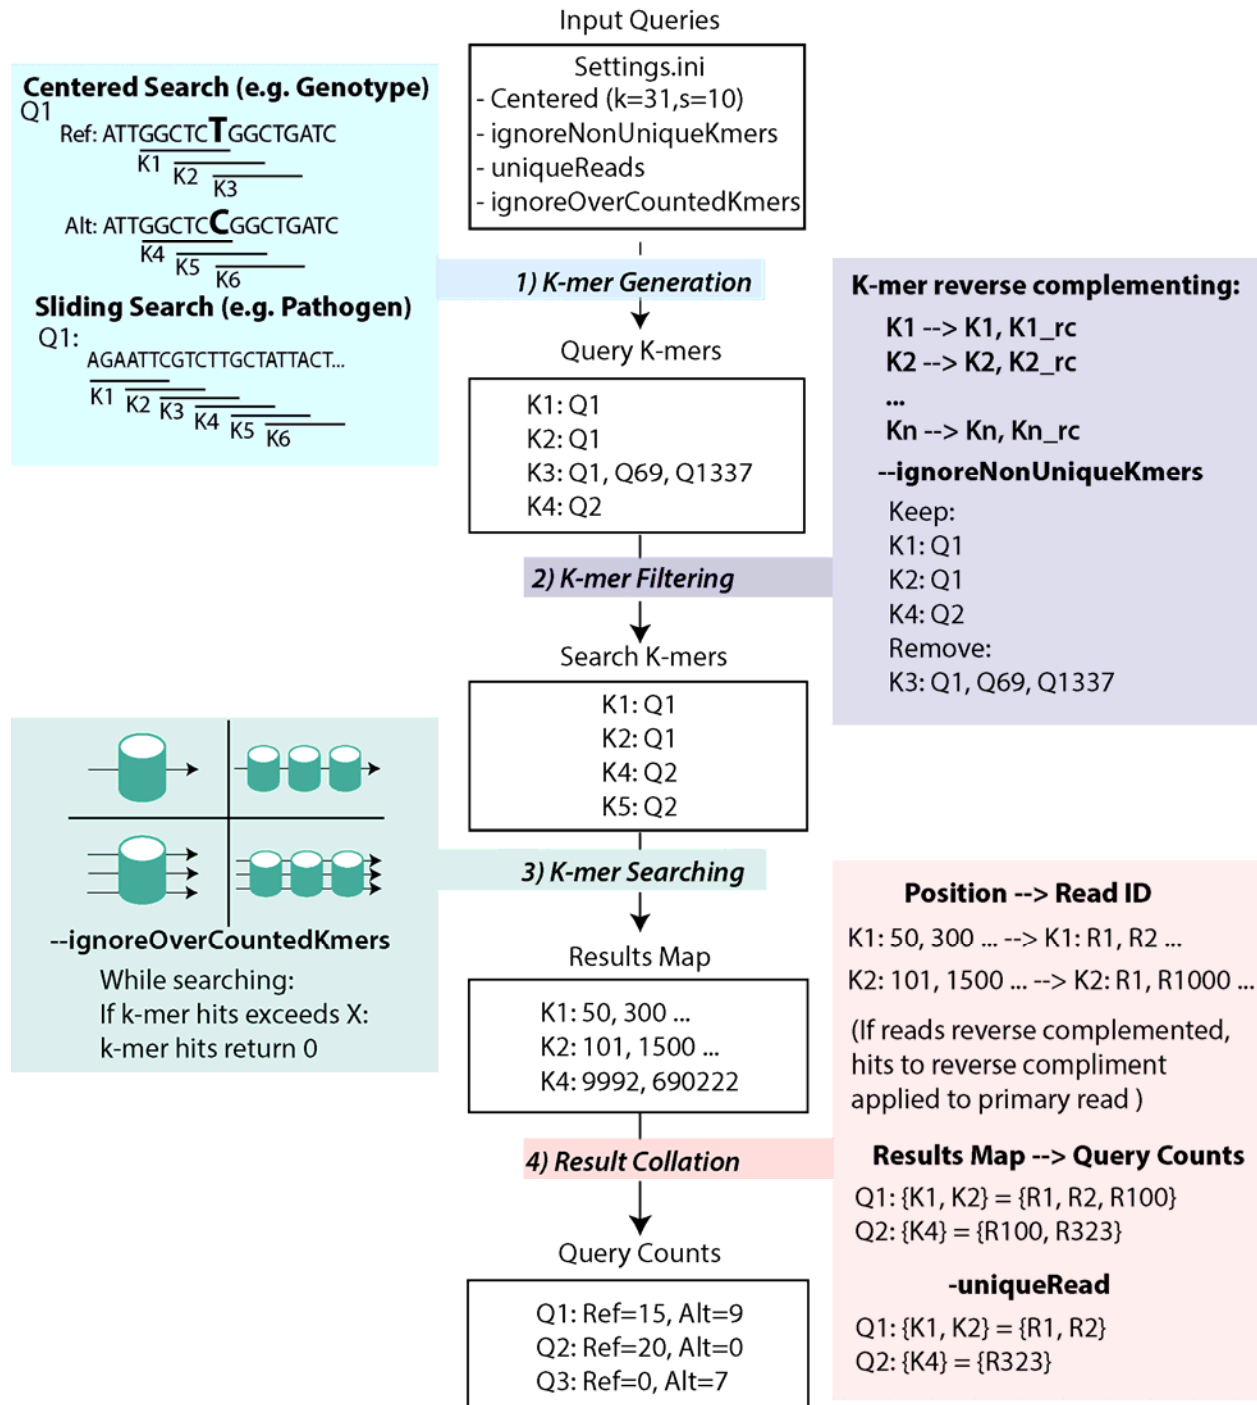 Input Queries
Settings.ini
- Centered (k=31,s=10)
- ignoreNonUniqueKmers
- uniqueReads
- ignoreOverCountedKmers
Centered Search (e.g. Genotype)
Q1
Ref: ATTGGCTCTGGCTGATC
K1
K2
K3
Alt: ATTGGCTCCGGCTGATC
K4
K5
K6
Sliding Search (e.g. Pathogen)
Q1:
AGAATTCGTCTTGCTATTACT...
K1
K2
K3
K4
K5
K6
1) K-mer Generation
Query K-mers
K1: Q1
K2: Q1
K3: Q1, Q69, Q1337
K4: Q2
K-mer reverse complementing:
K1 --> K1, K1_rc
K2 --> K2, K2_rc
...
Kn --> Kn, Kn_rc
--ignoreNonUniqueKmers
Keep:
K1: Q1
K2: Q1
K4: Q2
Remove:
K3: Q1, Q69, Q1337
2) K-mer Filtering
Search K-mers
K1: Q1
K2: Q1
K4: Q2
K5: Q2
3) K-mer Searching
--ignoreOverCountedKmers
While searching:
If k-mer hits exceeds X:
k-mer hits return 0
Results Map
K1: 50, 300 ...
K2: 101, 1500 ...
K4: 9992, 690222
Position --> Read ID
K1: 50, 300 ... --> K1: R1, R2 ...
K2: 101, 1500 ... --> K2: R1, R1000 ...
(If reads reverse complemented,
hits to reverse compliment
applied to primary read )
4) Result Collation
Results Map --> Query Counts
Q1: {K1, K2} = {R1, R2, R100}
Q2: {K4} = {R100, R323}
-uniqueRead
Q1: {K1, K2} = {R1, R2}
Q2: {K4} = {R323}
Query Counts
Q1: Ref=15, Alt=9
Q2: Ref=20, Alt=0
Q3: Ref=0, Alt=7